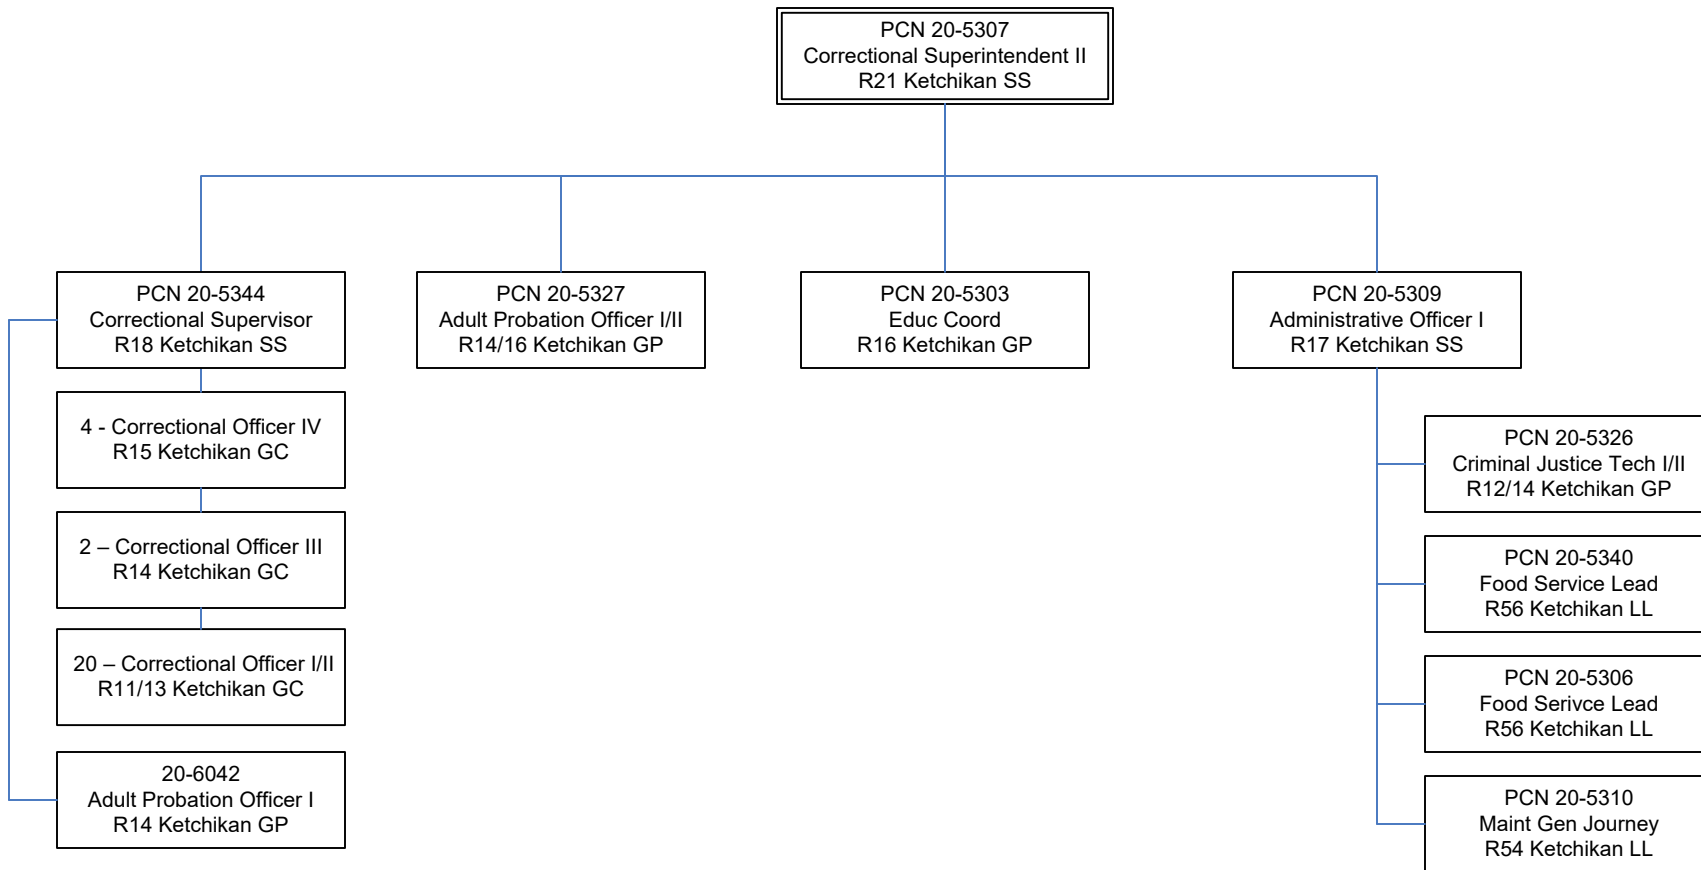 PCN 20-5307
Correctional Superintendent II
R21 Ketchikan SS
PCN 20-5344
Correctional Supervisor
R18 Ketchikan SS
PCN 20-5327
Adult Probation Officer I/II
R14/16 Ketchikan GP
PCN 20-5303
Educ Coord
R16 Ketchikan GP
PCN 20-5309
Administrative Officer I
R17 Ketchikan SS
4 - Correctional Officer IV
R15 Ketchikan GC
2 – Correctional Officer III
R14 Ketchikan GC
20 – Correctional Officer I/II
R11/13 Ketchikan GC
20-6042
Adult Probation Officer I
R14 Ketchikan GP
PCN 20-5326
Criminal Justice Tech I/II
R12/14 Ketchikan GP
PCN 20-5340
Food Service Lead
R56 Ketchikan LL
PCN 20-5306
Food Serivce Lead
R56 Ketchikan LL
PCN 20-5310
Maint Gen Journey
R54 Ketchikan LL